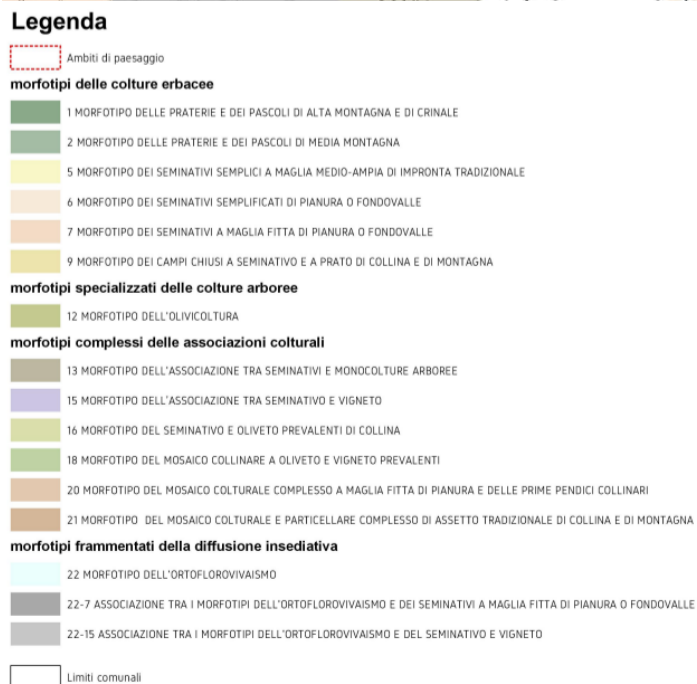 Legenda
Ambiti di paesaggio
morfotipi delle colture erbacee
1 MORFOTIPO DELLE PRATERIE E DEI PASCOLI DI ALTA MONTAGNA E DI CRINALE
2 MORFOTIPO DELLE PRATERIE E DEI PASCOLI DI MEDIA MONTAGNA
5 MORFOTIPO DEI SEMINATIVI SEMPLICI A MAGLIA MEDIO-AMPIA DI IMPRONTA TRADIZIONALE
6 MORFOTIPO DEI SEMINATIVI SEMPLIFICATI DI PIANURA O FONDOVALLE
7 MORFOTIPO DEI SEMINATIVI A MAGLIA FITTA DI PIANURA O FONDOVALLE
9 MORFOTIPO DEI CAMPI CHIUSI A SEMINATIVO E A PRATO DI COLLINA E DI MONTAGNA
morfotipi specializzati delle colture arboree
12 MORFOTIPO DELL'OLIVICOLTURA
morfotipi complessi delle associazioni colturali
13 MORFOTIPO DELL'ASSOCIAZIONE TRA SEMINATIVI E MONOCOLTURE ARBOREE
15 MORFOTIPO DELL'ASSOCIAZIONE TRA SEMINATIVO E VIGNETO
16 MORFOTIPO DEL SEMINATIVO E OLIVETO PREVALENTI DI COLLINA
18 MORFOTIPO DEL MOSAICO COLLINARE A OLIVETO E VIGNETO PREVALENTI
20 MORFOTIPO DEL MOSAICO COLTURALE COMPLESSO A MAGLIA FITTA DI PIANURA E DELLE PRIME PENDICI COLLINARI
21 MORFOTIPO DEL MOSAICO COLTURALE E PARTICELLARE COMPLESSO DI ASSETTO TRADIZIONALE DI COLLINA E DI MONTAGNA
morfotipi frammentati della diffusione insediativa
22 MORFOTIPO DELL'ORTOFLOROVIVAISMO
22-7 ASSOCIAZIONE TRA I MORFOTIPI DELL'ORTOFLOROVIVAISMO E DEI SEMINATIVI A MAGLIA FITTA DI PIANURA O FONDOVALLE
22-15 ASSOCIAZIONE TRA I MORFOTIPI DELL'ORTOFLOROVIVAISMO E DEL SEMINATIVO E VIGNETO
Limiti comunali